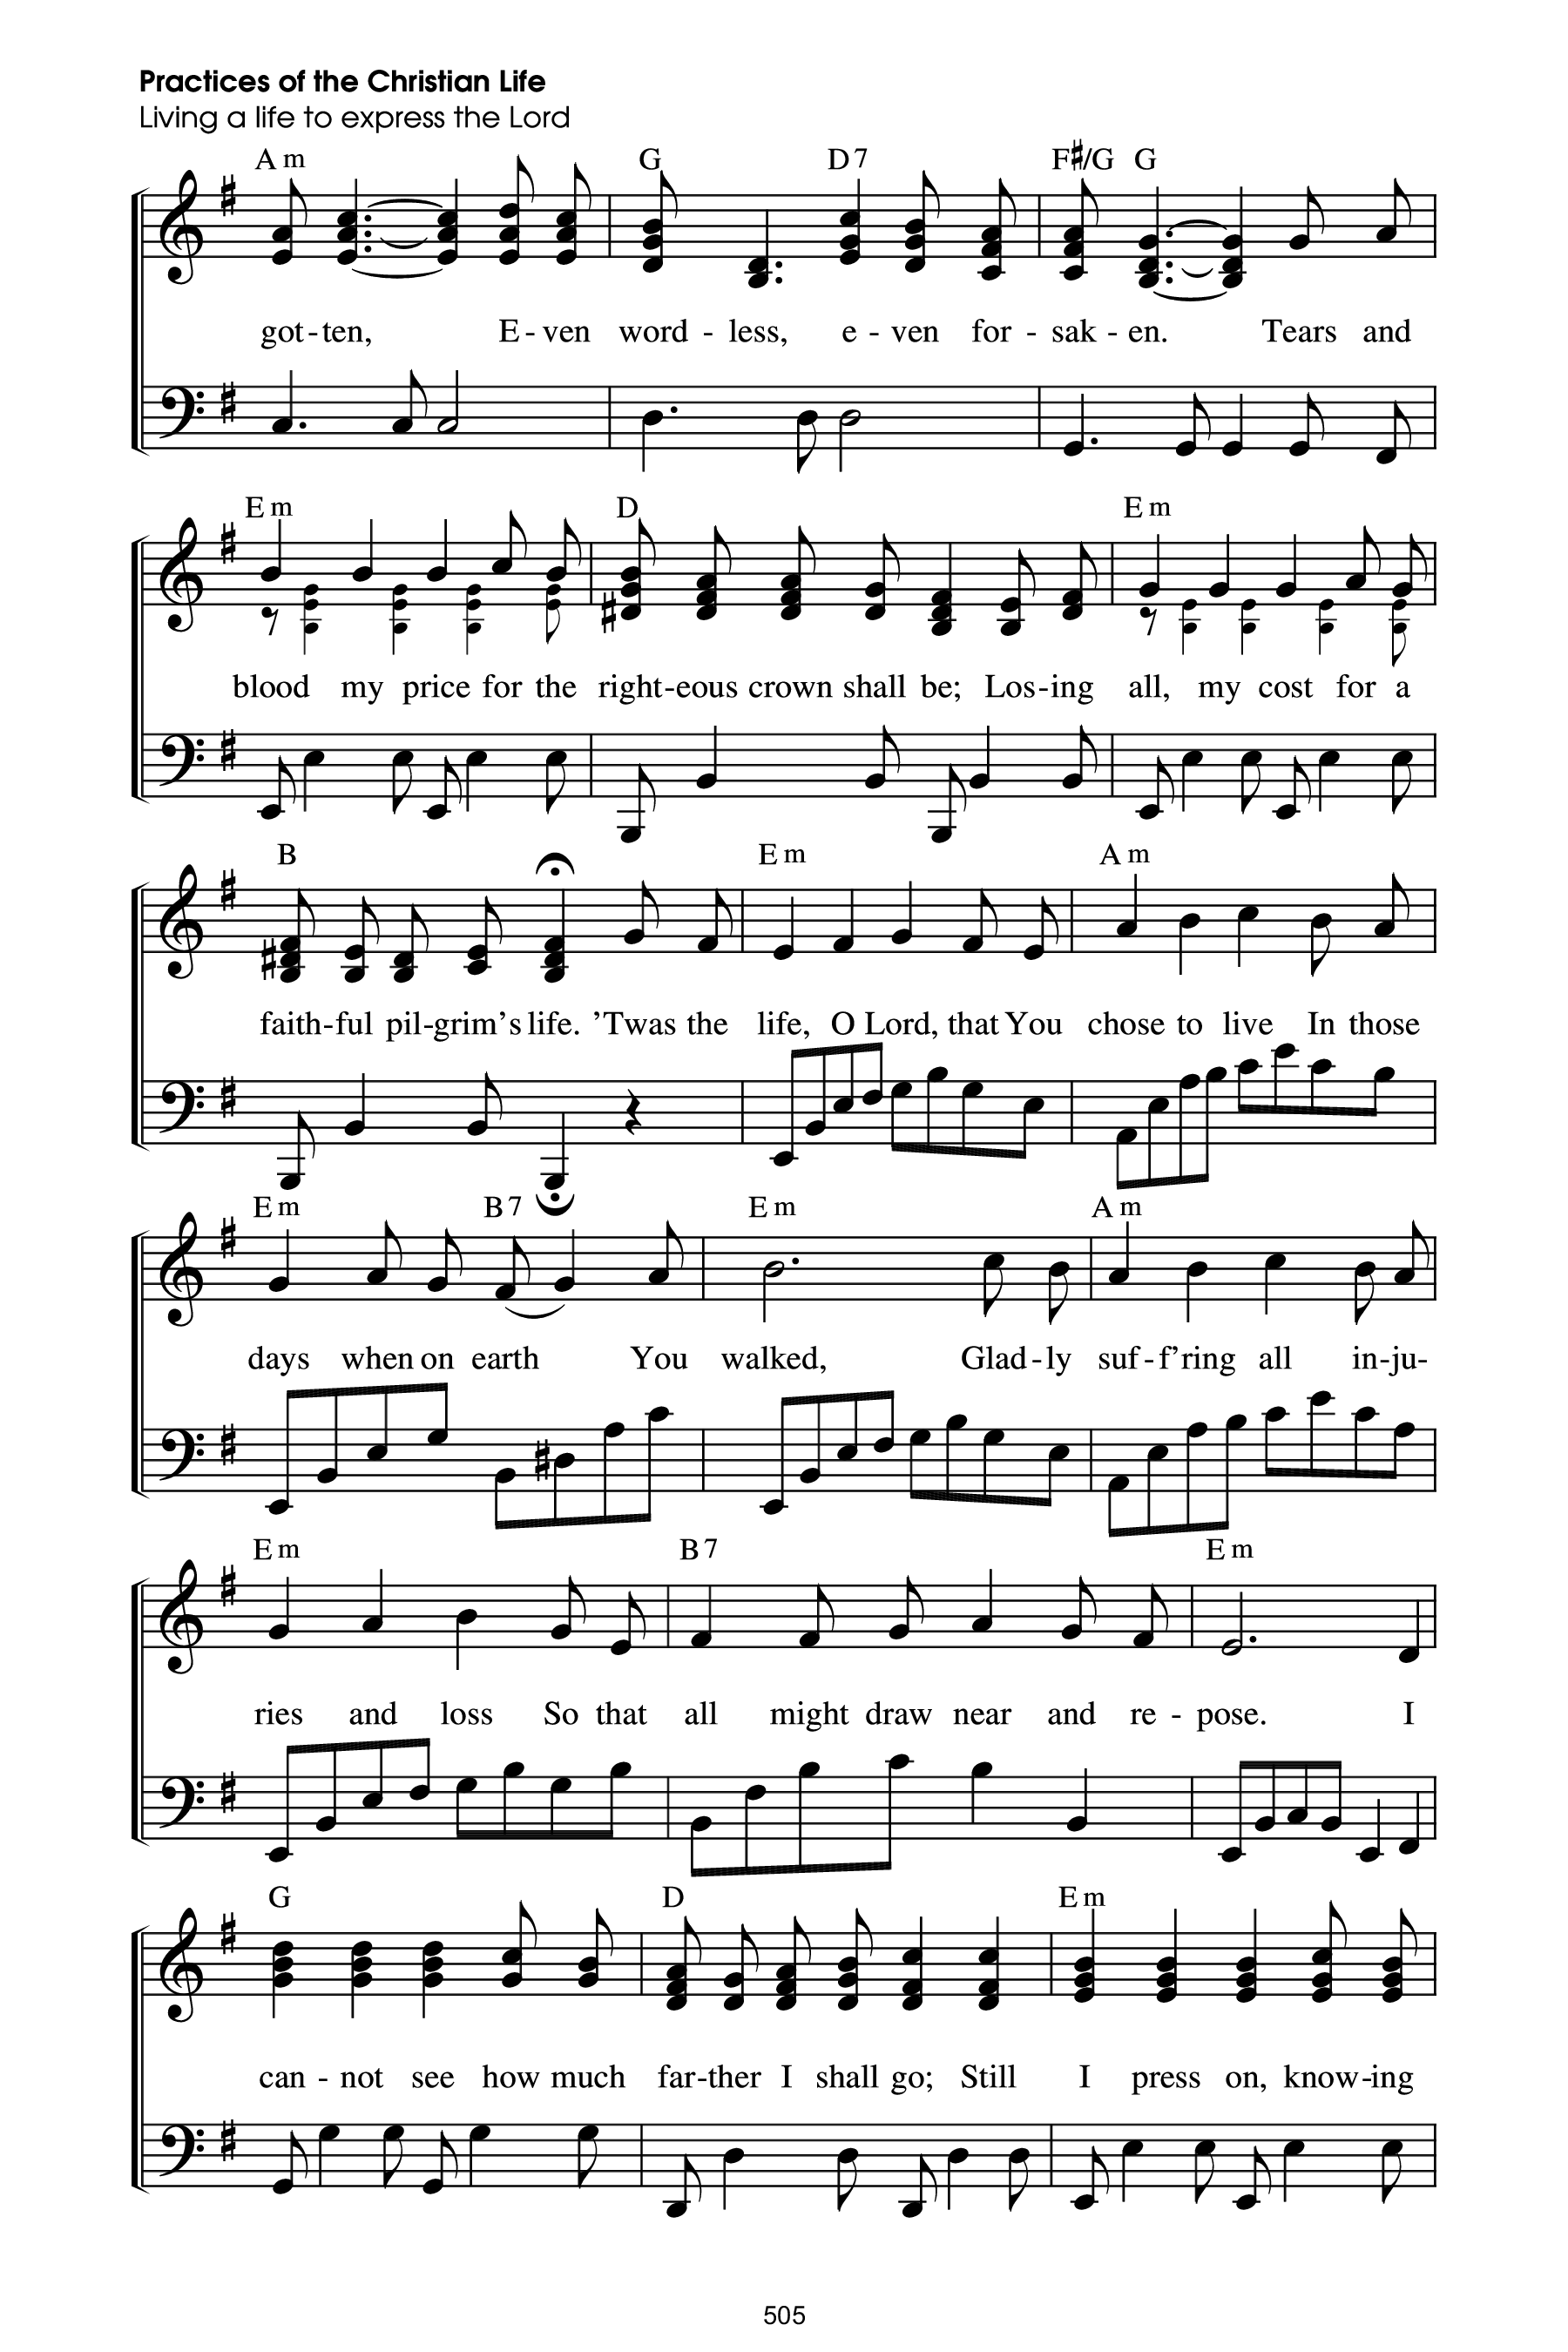 Practices of the Christian Life
Living a life to express the Lord
Am G D7 F♯/G G
got - ten, E - ven word - less, e - ven for - sak - en. Tears and
Em D Em
blood my price for the right - eous crown shall be; Los - ing all, my cost for a
B Em Am
faith - ful pil - grim's life. 'Twas the life, O Lord, that You chose to live In those
Em B7 Em Am
days when on earth You walked, Glad - ly suf - f'ring all in - ju -
Em B7 Em
ries and loss So that all might draw near and re - pose. I
G D Em
can - not see how much far - ther I shall go; Still I press on, know - ing
505